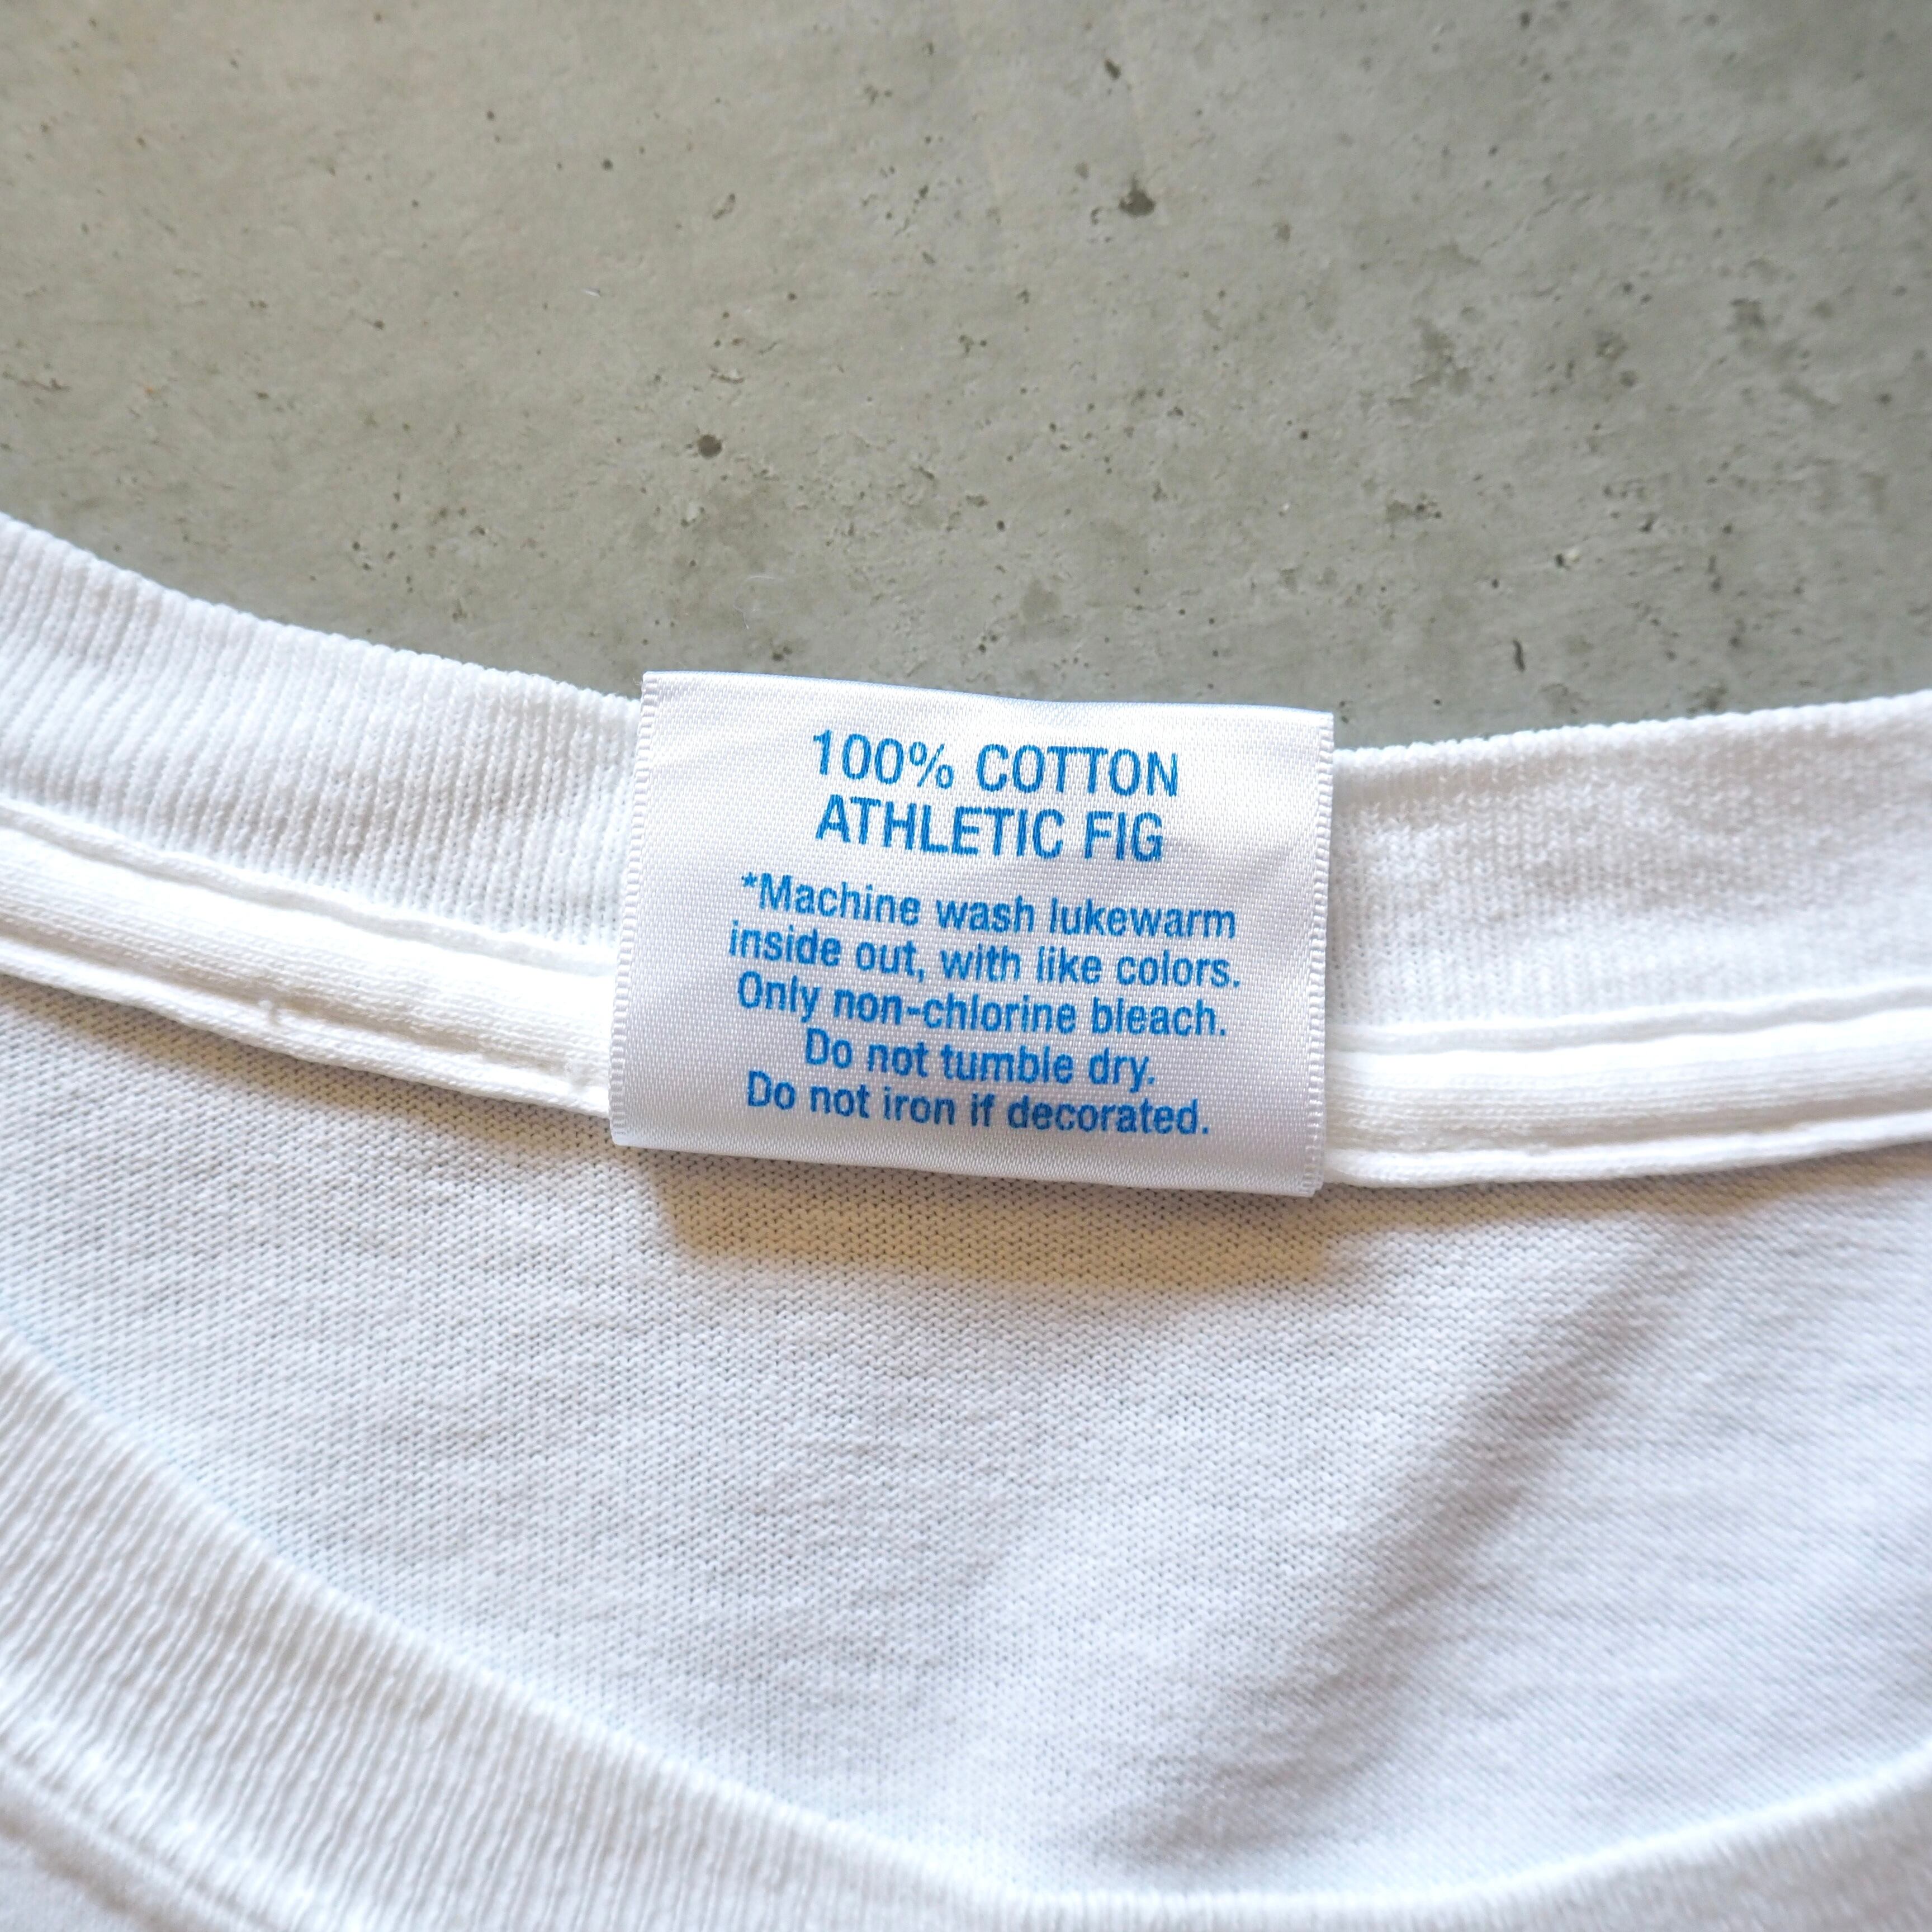 100% COTTON
ATHLETIC FIG
*Machine wash lukewarm
inside out, with like colors.
Only non-chlorine bleach.
Do not tumble dry.
Do not iron if decorated.